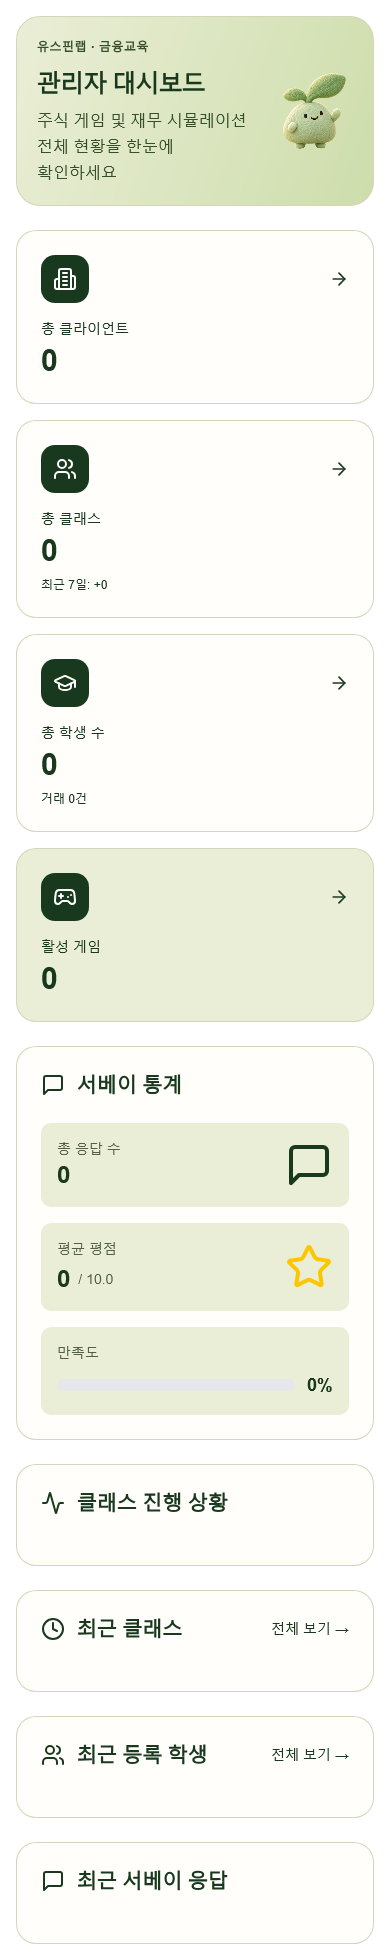 유스핀랩 · 금융교육
관리자 대시보드
주식 게임 및 재무 시뮬레이션
전체 현황을 한눈에
확인하세요
총 클라이언트
0
총 클래스
0
최근 7일: +0
총 학생 수
0
거래 0건
활성 게임
0
서베이 통계
총 응답 수
0
평균 평점
0 / 10.0
만족도
0%
클래스 진행 상황
최근 클래스 전체 보기 →
최근 등록 학생 전체 보기 →
최근 서베이 응답